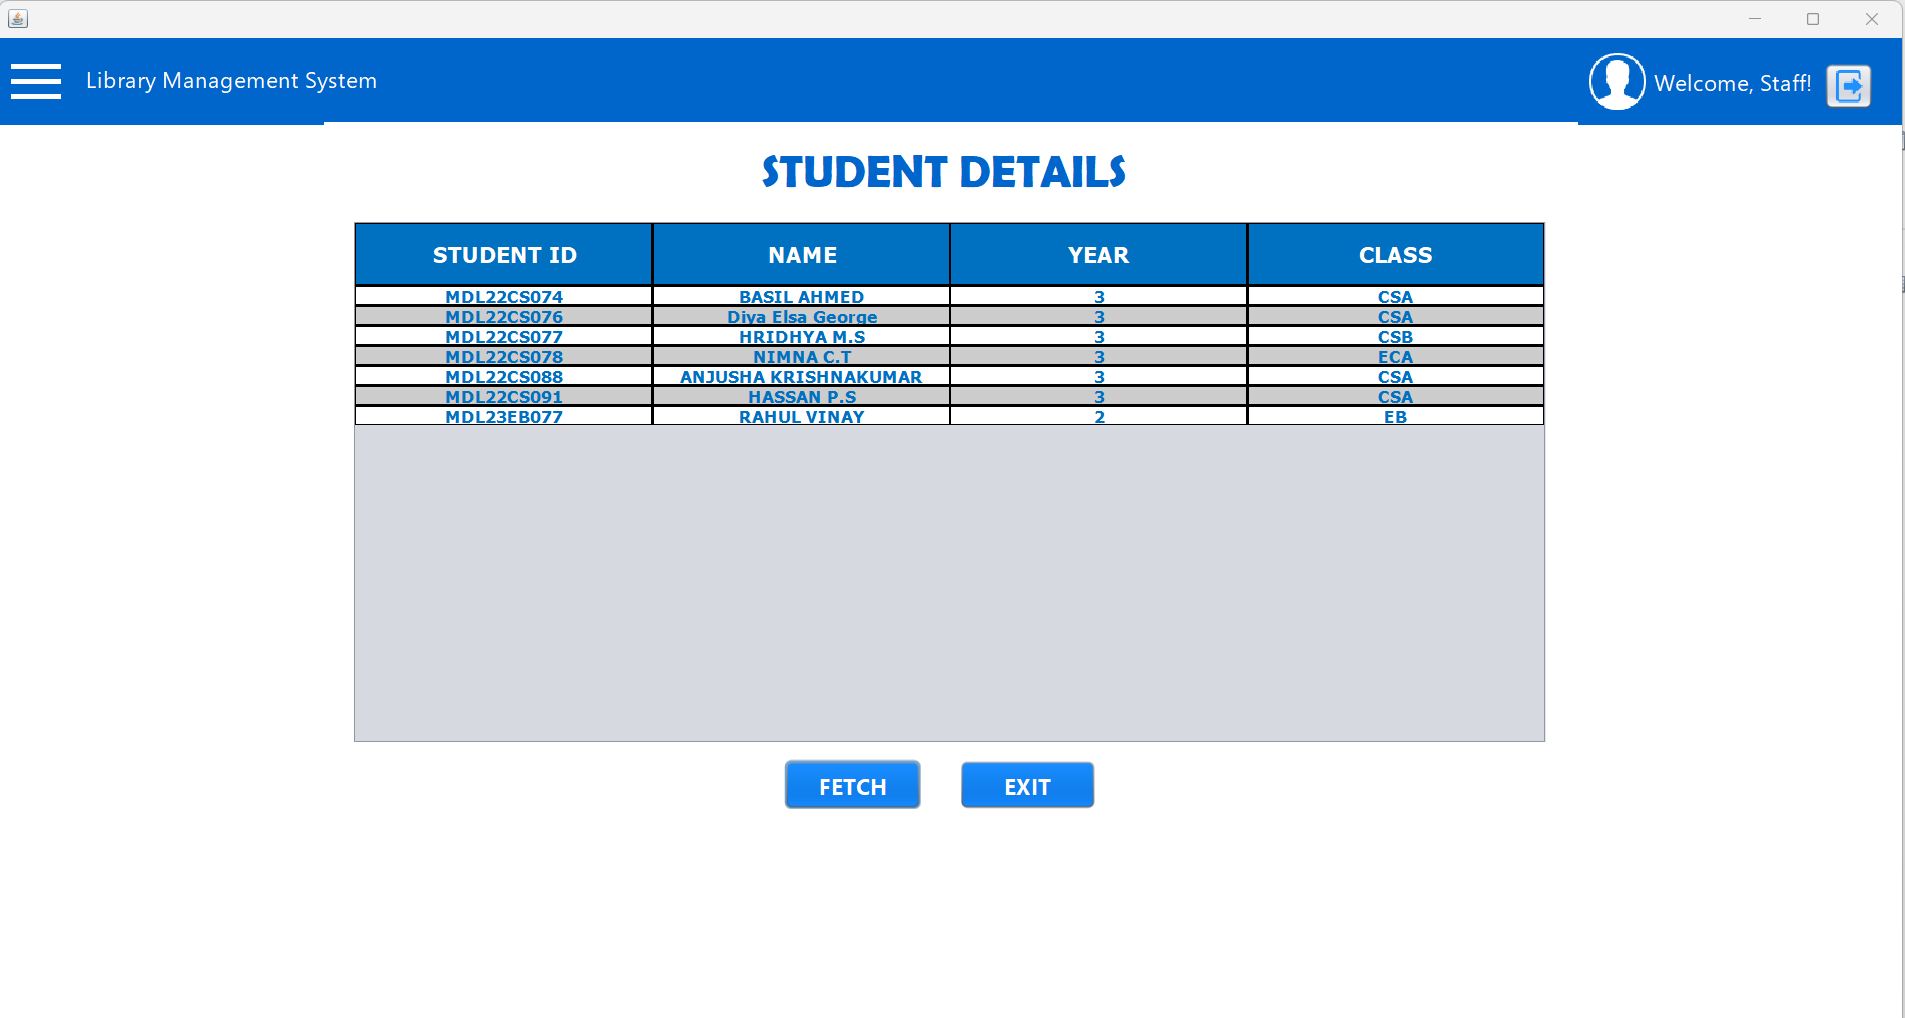 Library Management System
Welcome, Staff!
STUDENT DETAILS
STUDENT ID NAME YEAR CLASS
MDL22CS074 BASIL AHMED 3 CSA
MDL22CS076 Diya Elsa George 3 CSA
MDL22CS077 HRIDHYA M.S 3 CSB
MDL22CS078 NIMNA C.T 3 ECA
MDL22CS088 ANJUSHA KRISHNAKUMAR 3 CSA
MDL22CS091 HASSAN P.S 3 CSA
MDL23EB077 RAHUL VINAY 2 EB
FETCH EXIT